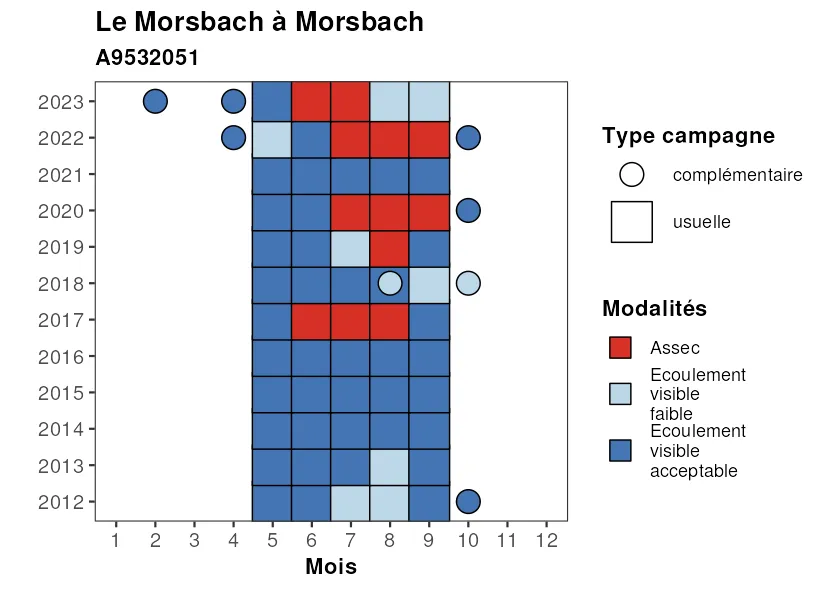 Le Morsbach à Morsbach
A9532051
2023
2022
2021
2020
2019
2018
2017
2016
2015
2014
2013
2012
1 2 3 4 5 6 7 8 9 10 11 12
Mois
Type campagne
complémentaire
usuelle
Modalités
Assec
Ecoulement
visible
faible
Ecoulement
visible
acceptable